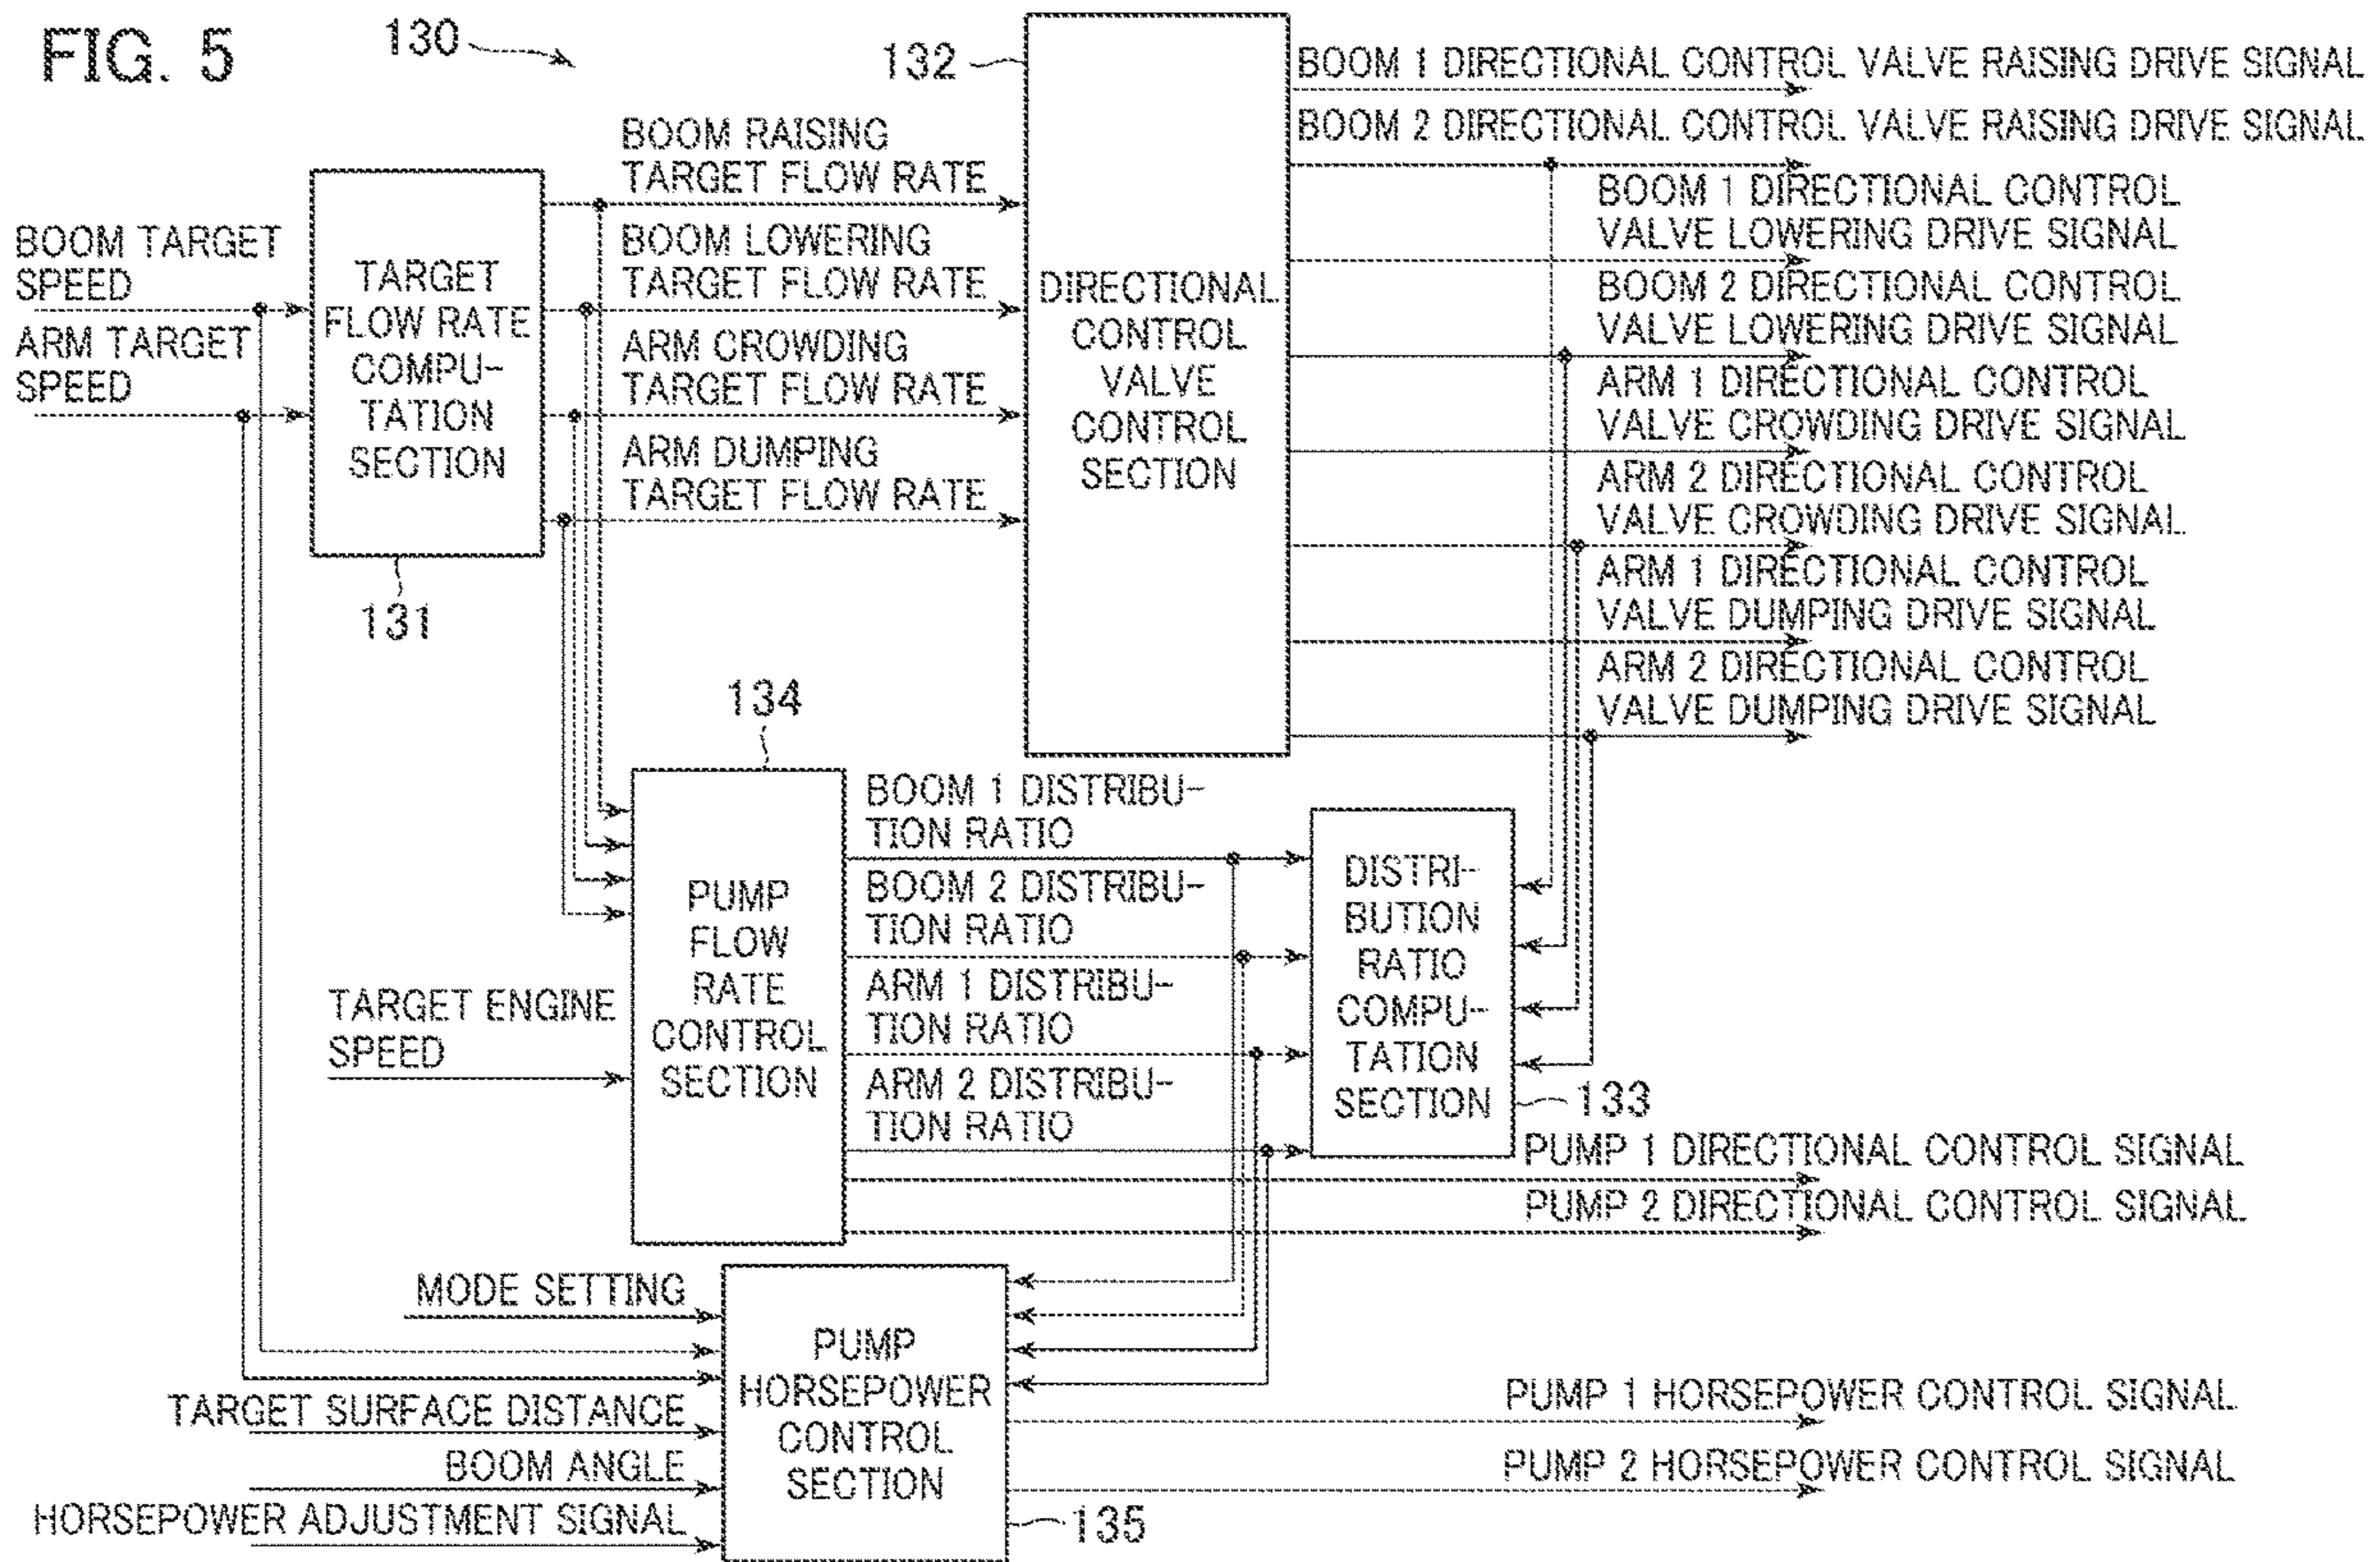 FIG. 5
130
132
BOOM 1 DIRECTIONAL CONTROL VALVE RAISING DRIVE SIGNAL
BOOM 2 DIRECTIONAL CONTROL VALVE RAISING DRIVE SIGNAL
BOOM RAISING
TARGET FLOW RATE
BOOM LOWERING
TARGET FLOW RATE
ARM CROWDING
TARGET FLOW RATE
ARM DUMPING
TARGET FLOW RATE
BOOM TARGET
SPEED
ARM TARGET
SPEED
TARGET
FLOW RATE
COMPU-
TATION
SECTION
131
DIRECTIONAL
CONTROL
VALVE
CONTROL
SECTION
BOOM 1 DIRECTIONAL CONTROL
VALVE LOWERING DRIVE SIGNAL
BOOM 2 DIRECTIONAL CONTROL
VALVE LOWERING DRIVE SIGNAL
ARM 1 DIRECTIONAL CONTROL
VALVE CROWDING DRIVE SIGNAL
ARM 2 DIRECTIONAL CONTROL
VALVE CROWDING DRIVE SIGNAL
ARM 1 DIRECTIONAL CONTROL
VALVE DUMPING DRIVE SIGNAL
ARM 2 DIRECTIONAL CONTROL
VALVE DUMPING DRIVE SIGNAL
134
TARGET ENGINE
SPEED
PUMP
FLOW
RATE
CONTROL
SECTION
BOOM 1 DISTRIBU-
TION RATIO
BOOM 2 DISTRIBU-
TION RATIO
ARM 1 DISTRIBU-
TION RATIO
ARM 2 DISTRIBU-
TION RATIO
DISTRI-
BUTION
RATIO
COMPU-
TATION
SECTION
133
PUMP 1 DIRECTIONAL CONTROL SIGNAL
PUMP 2 DIRECTIONAL CONTROL SIGNAL
MODE SETTING
TARGET SURFACE DISTANCE
BOOM ANGLE
HORSEPOWER ADJUSTMENT SIGNAL
PUMP
HORSEPOWER
CONTROL
SECTION
135
PUMP 1 HORSEPOWER CONTROL SIGNAL
PUMP 2 HORSEPOWER CONTROL SIGNAL